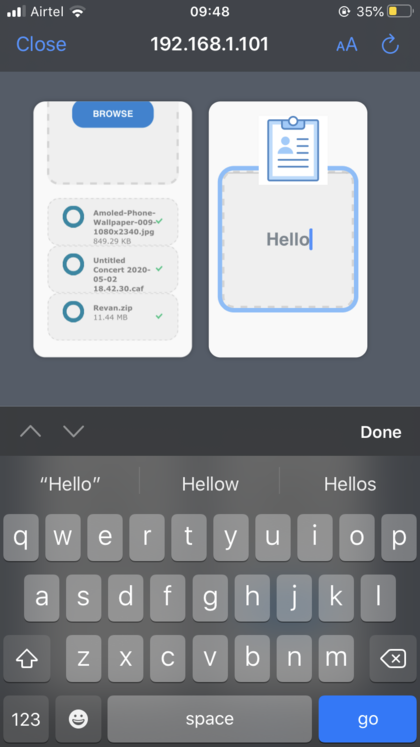 Airtel 09:48 35%
Close 192.168.1.101 AA
BROWSE
Amoled-Phone-
Wallpaper-009-
1080x2340.jpg
849.29 KB
Untitled
Concert 2020-
05-02
18.42.30.caf
Revan.zip
11.44 MB
Hello
Done
“Hello” Hellow Hellos
q w e r t y u i o p
a s d f g h j k l
z x c v b n m
123 space go